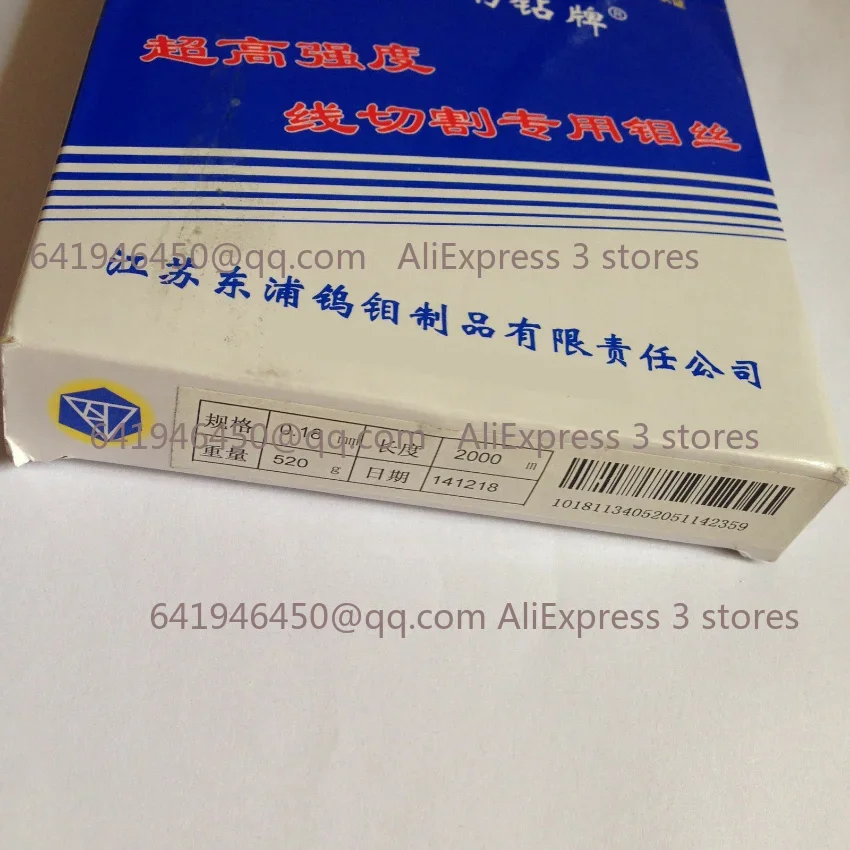 钻牌®
超高强度
线切割专用钼丝
641946450@qq.com AliExpress 3 stores
江苏东浦钨钼制品有限责任公司
规格 0.18 mm 长度 2000 m
641946450@qq.com AliExpress 3 stores
重量 520 g 日期 141218
10181134052051142359
641946450@qq.com AliExpress 3 stores